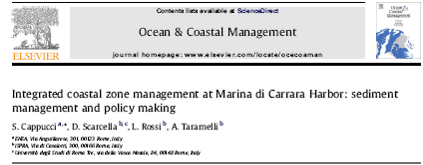 Contents lists available at ScienceDirect
Ocean & Coastal Management
journal homepage: www.elsevier.com/locate/ocecoaman
ELSEVIER
Ocean & Coastal Management
Integrated coastal zone management at Marina di Carrara Harbor: sediment
management and policy making
S. Cappucci a,*, D. Scarcella b,c, L. Rossi b, A. Taramelli b
a ENEA, Via Anguillarese, 301, 00123 Rome, Italy
b ISPRA, Via di Casalotti, 300, 00166 Rome, Italy
c Università degli Studi di Roma Tre, via della Vasca Navale, 84, 00146 Rome, Italy